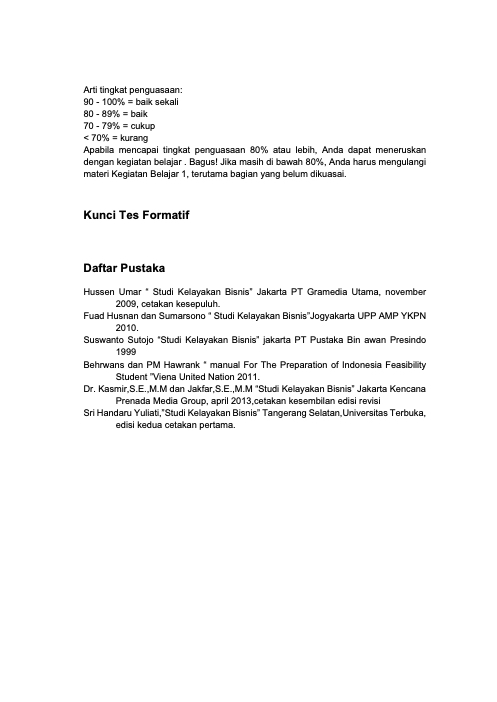 Arti tingkat penguasaan:
90 - 100% = baik sekali
80 - 89% = baik
70 - 79% = cukup
< 70% = kurang
Apabila mencapai tingkat penguasaan 80% atau lebih, Anda dapat meneruskan
dengan kegiatan belajar . Bagus! Jika masih di bawah 80%, Anda harus mengulangi
materi Kegiatan Belajar 1, terutama bagian yang belum dikuasai.
Kunci Tes Formatif
Daftar Pustaka
Hussen Umar “ Studi Kelayakan Bisnis” Jakarta PT Gramedia Utama, november
2009, cetakan kesepuluh.
Fuad Husnan dan Sumarsono “ Studi Kelayakan Bisnis”Jogyakarta UPP AMP YKPN
2010.
Suswanto Sutojo ”Studi Kelayakan Bisnis” jakarta PT Pustaka Bin awan Presindo
1999
Behrwans dan PM Hawrank “ manual For The Preparation of Indonesia Feasibility
Student ”Viena United Nation 2011.
Dr. Kasmir,S.E.,M.M dan Jakfar,S.E.,M.M “Studi Kelayakan Bisnis” Jakarta Kencana
Prenada Media Group, april 2013,cetakan kesembilan edisi revisi
Sri Handaru Yuliati,”Studi Kelayakan Bisnis” Tangerang Selatan,Universitas Terbuka,
edisi kedua cetakan pertama.